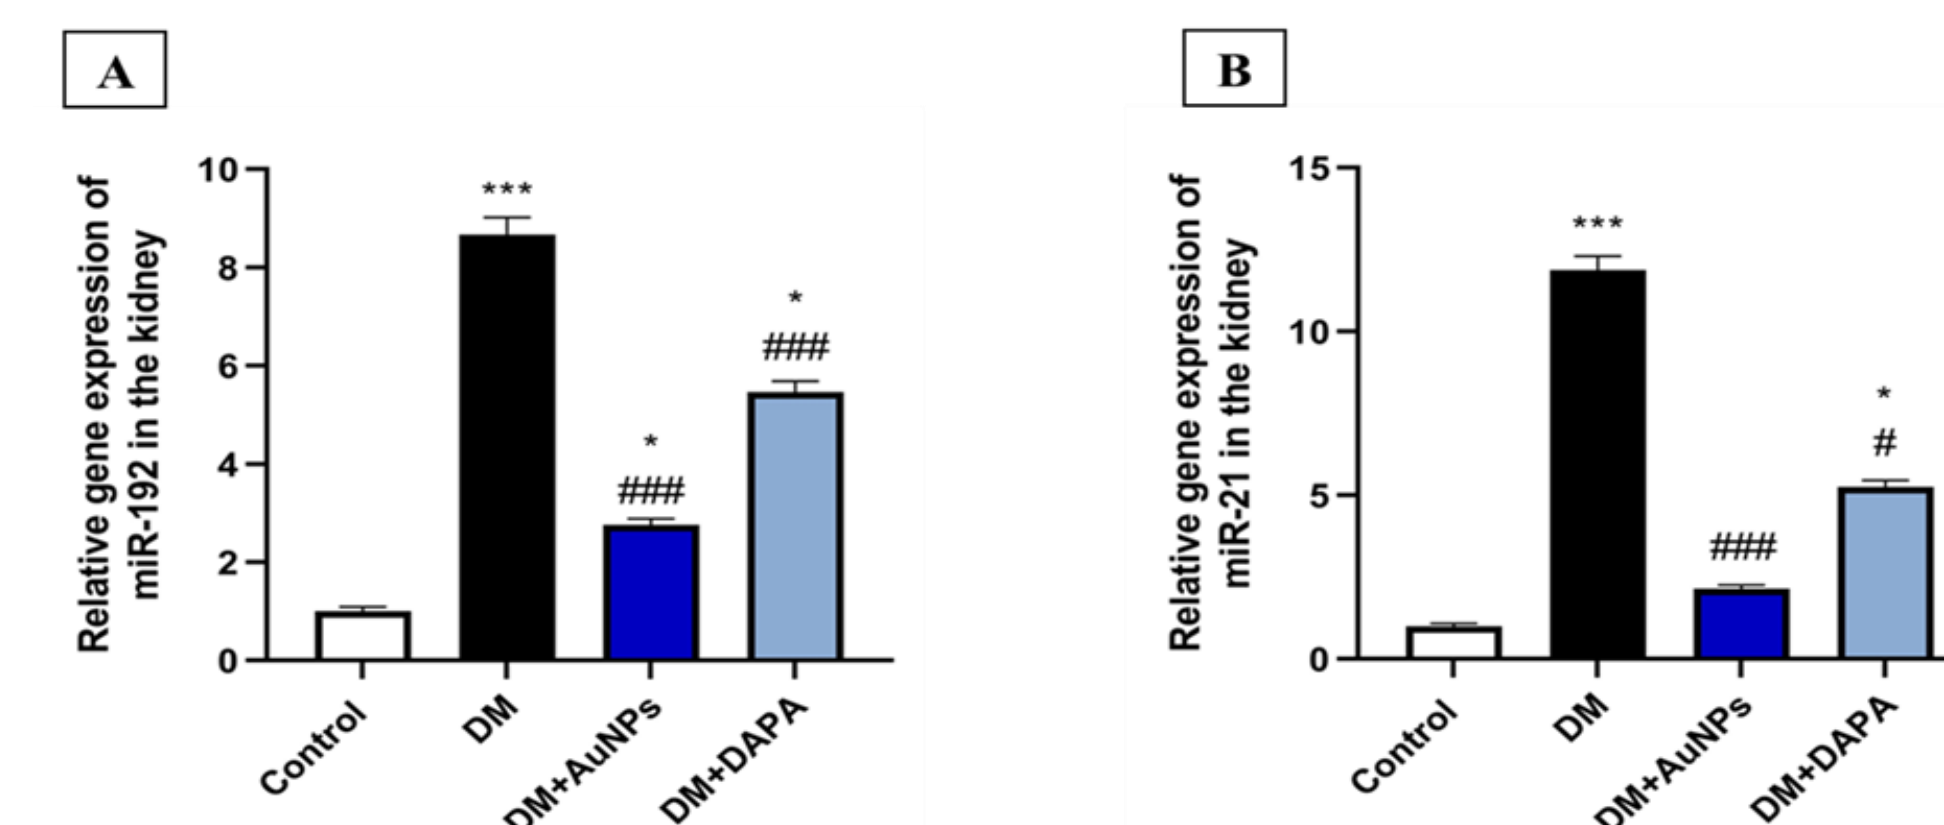 A
Relative gene expression of
miR-192 in the kidney
10
8
6
4
2
0
***
*
###
*
###
Control
DM
DM+AuNPs
DM+DAPA
B
Relative gene expression of
miR-21 in the kidney
15
10
5
0
***
###
*
#
Control
DM
DM+AuNPs
DM+DAPA